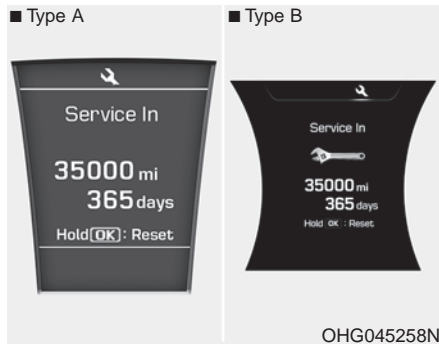 ■ Type A
Service In
35000 mi
365 days
Hold[OK]: Reset
■ Type B
Service In
35000 mi
365 days
Hold OK : Reset
OHG045258N